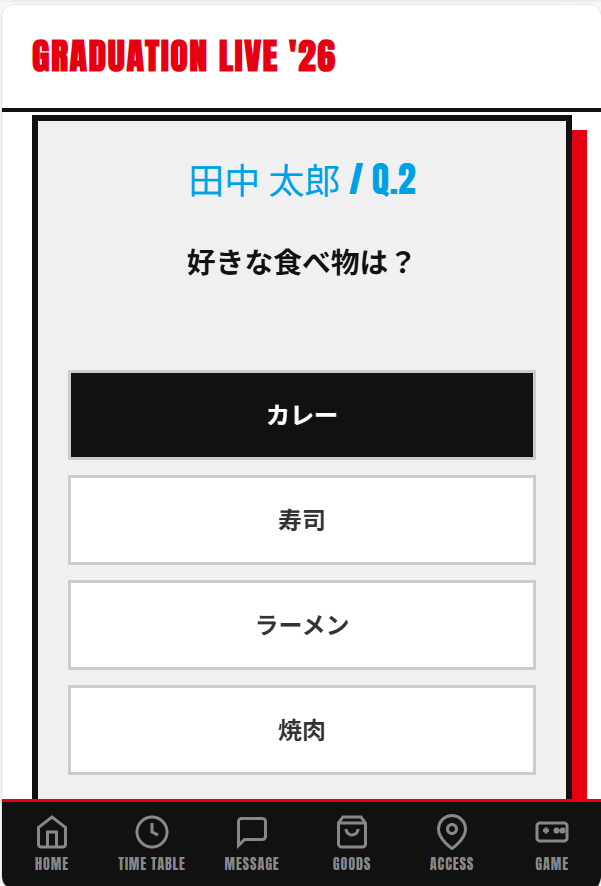 GRADUATION LIVE '26
田中 太郎 / Q.2
好きな食べ物は？
カレー
寿司
ラーメン
焼肉
HOME
TIME TABLE
MESSAGE
GOODS
ACCESS
GAME